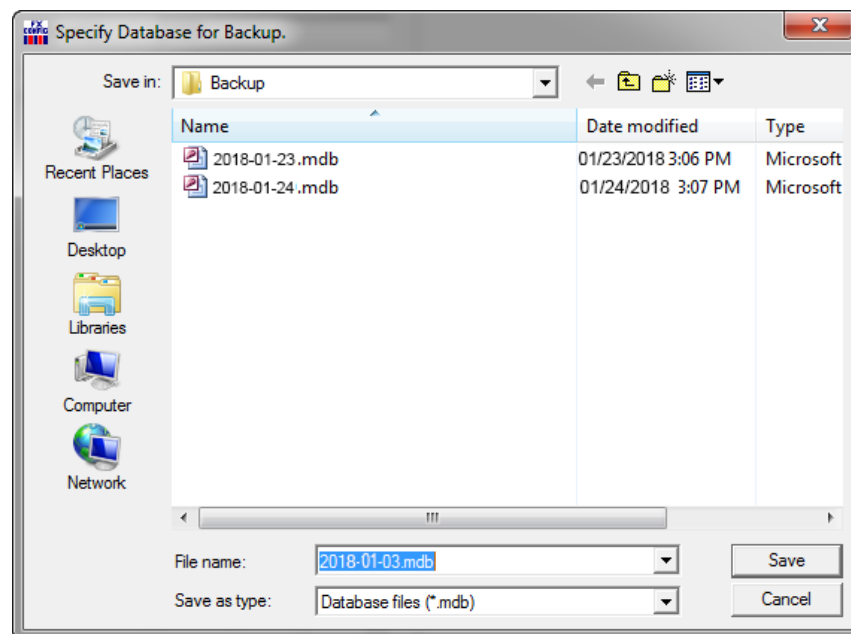 FX CONFIG Specify Database for Backup.
Save in: Backup
Name Date modified Type
2018-01-23.mdb 01/23/2018 3:06 PM Microsoft
2018-01-24.mdb 01/24/2018 3:07 PM Microsoft
Recent Places
Desktop
Libraries
Computer
Network
File name: 2018-01-03.mdb Save
Save as type: Database files (*.mdb) Cancel